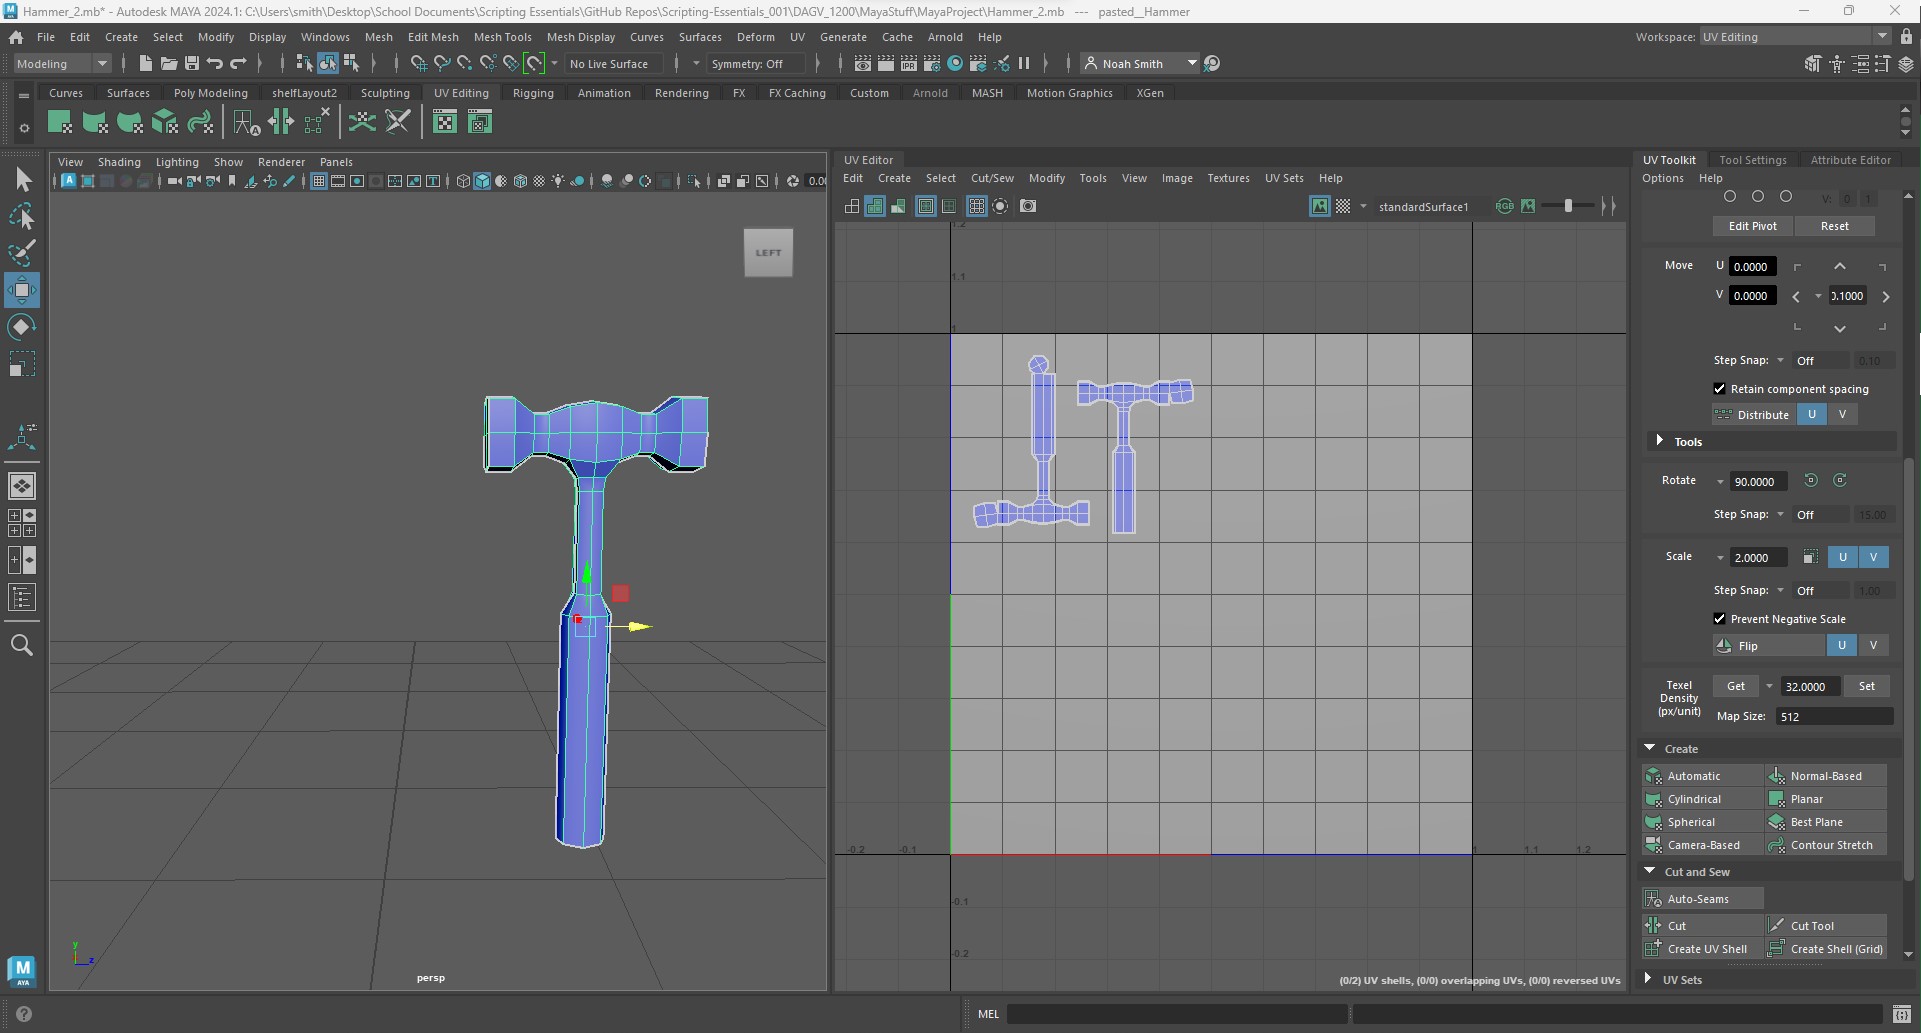 Hammer_2.mb* - Autodesk MAYA 2024.1: C:\Users\smith\Desktop\School Documents\Scripting Essentials\GitHub Repos\Scripting-Essentials_001\DAGV_1200\MayaStuff\MayaProject\Hammer_2.mb --- pasted__Hammer
File Edit Create Select Modify Display Windows Mesh Edit Mesh Mesh Tools Mesh Display Curves Surfaces Deform UV Generate Cache Arnold Help Workspace: UV Editing
Modeling No Live Surface Symmetry: Off IPR Noah Smith
Curves Surfaces Poly Modeling shelfLayout2 Sculpting UV Editing Rigging Animation Rendering FX FX Caching Custom Arnold MASH Motion Graphics XGen
View Shading Lighting Show Renderer Panels
0.00
LEFT
persp
y
z
UV Editor
Edit Create Select Cut/Sew Modify Tools View Image Textures UV Sets Help
standardSurface1 RGB
1.2
1.1
1
-0.2 -0.1 1 1.1 1.2
-0.1
-0.2
(0/2) UV shells, (0/0) overlapping UVs, (0/0) reversed UVs
UV Toolkit Tool Settings Attribute Editor
Options Help
V: 0 1
Edit Pivot Reset
Move U 0.0000
V 0.0000 0.1000
Step Snap: Off 0.10
Retain component spacing
Distribute U V
Tools
Rotate 90.0000
Step Snap: Off 15.00
Scale 2.0000 U V
Step Snap: Off 1.00
Prevent Negative Scale
Flip U V
Texel Density (px/unit) Get 32.0000 Set
Map Size: 512
Create
Automatic Normal-Based
Cylindrical Planar
Spherical Best Plane
Camera-Based Contour Stretch
Cut and Sew
Auto-Seams
Cut Cut Tool
Create UV Shell Create Shell (Grid)
UV Sets
M
AYA
MEL